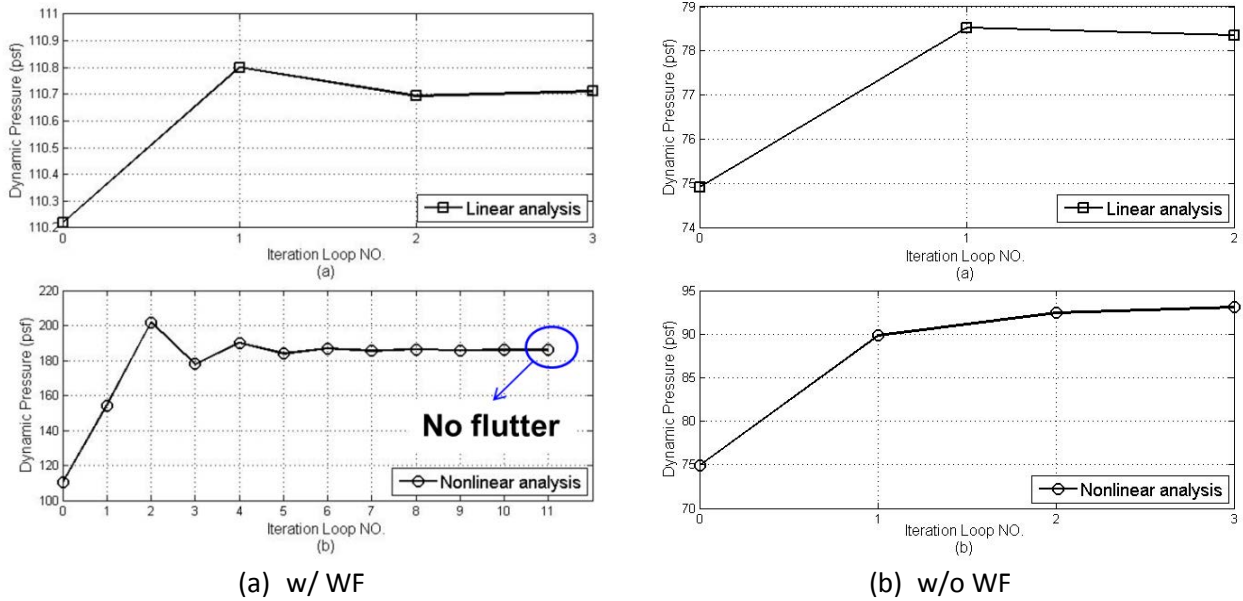 111
110.9
110.8
110.7
110.6
110.5
110.4
110.3
110.2
Dynamic Pressure (psf)
Linear analysis
0 1 2 3
Iteration Loop NO.
(a)
220
200
180
160
140
120
100
Dynamic Pressure (psf)
No flutter
Nonlinear analysis
0 1 2 3 4 5 6 7 8 9 10 11
Iteration Loop NO.
(b)
(a) w/ WF
79
78
77
76
75
74
Dynamic Pressure (psf)
Linear analysis
0 1 2
Iteration Loop NO.
(a)
95
90
85
80
75
70
Dynamic Pressure (psf)
Nonlinear analysis
0 1 2 3
Iteration Loop NO.
(b)
(b) w/o WF